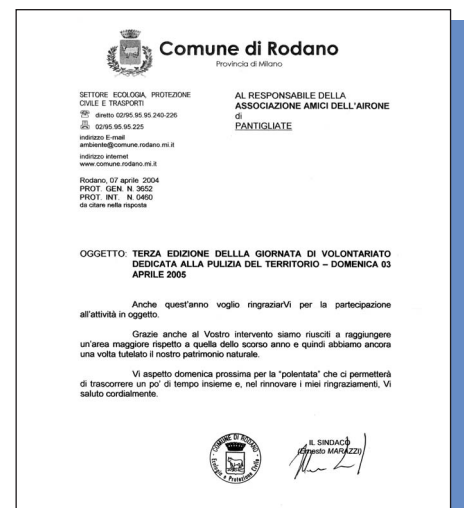 Comune di Rodano
Provincia di Milano
SETTORE ECOLOGIA, PROTEZIONE
CIVILE E TRASPORTI
diretto 02/95.95.95.240-226
02/95.95.95.225
indirizzo E-mail
ambiente@comune.rodano.mi.it
indirizzo internet
www.comune.rodano.mi.it
Rodano, 07 aprile 2004
PROT. GEN. N. 3652
PROT. INT. N. 0460
da citare nella risposta
AL RESPONSABILE DELLA
ASSOCIAZIONE AMICI DELL'AIRONE
di
PANTIGLIATE
OGGETTO: TERZA EDIZIONE DELLLA GIORNATA DI VOLONTARIATO
DEDICATA ALLA PULIZIA DEL TERRITORIO – DOMENICA 03
APRILE 2005
Anche quest'anno voglio ringraziarVi per la partecipazione
all'attività in oggetto.
Grazie anche al Vostro intervento siamo riusciti a raggiungere
un'area maggiore rispetto a quella dello scorso anno e quindi abbiamo ancora
una volta tutelato il nostro patrimonio naturale.
Vi aspetto domenica prossima per la "polentata" che ci permetterà
di trascorrere un po' di tempo insieme e, nel rinnovare i miei ringraziamenti, Vi
saluto cordialmente.
COMUNE DI RODANO
Ecologia e Protezione Civile
IL SINDACO
(Ernesto MARAZZI)